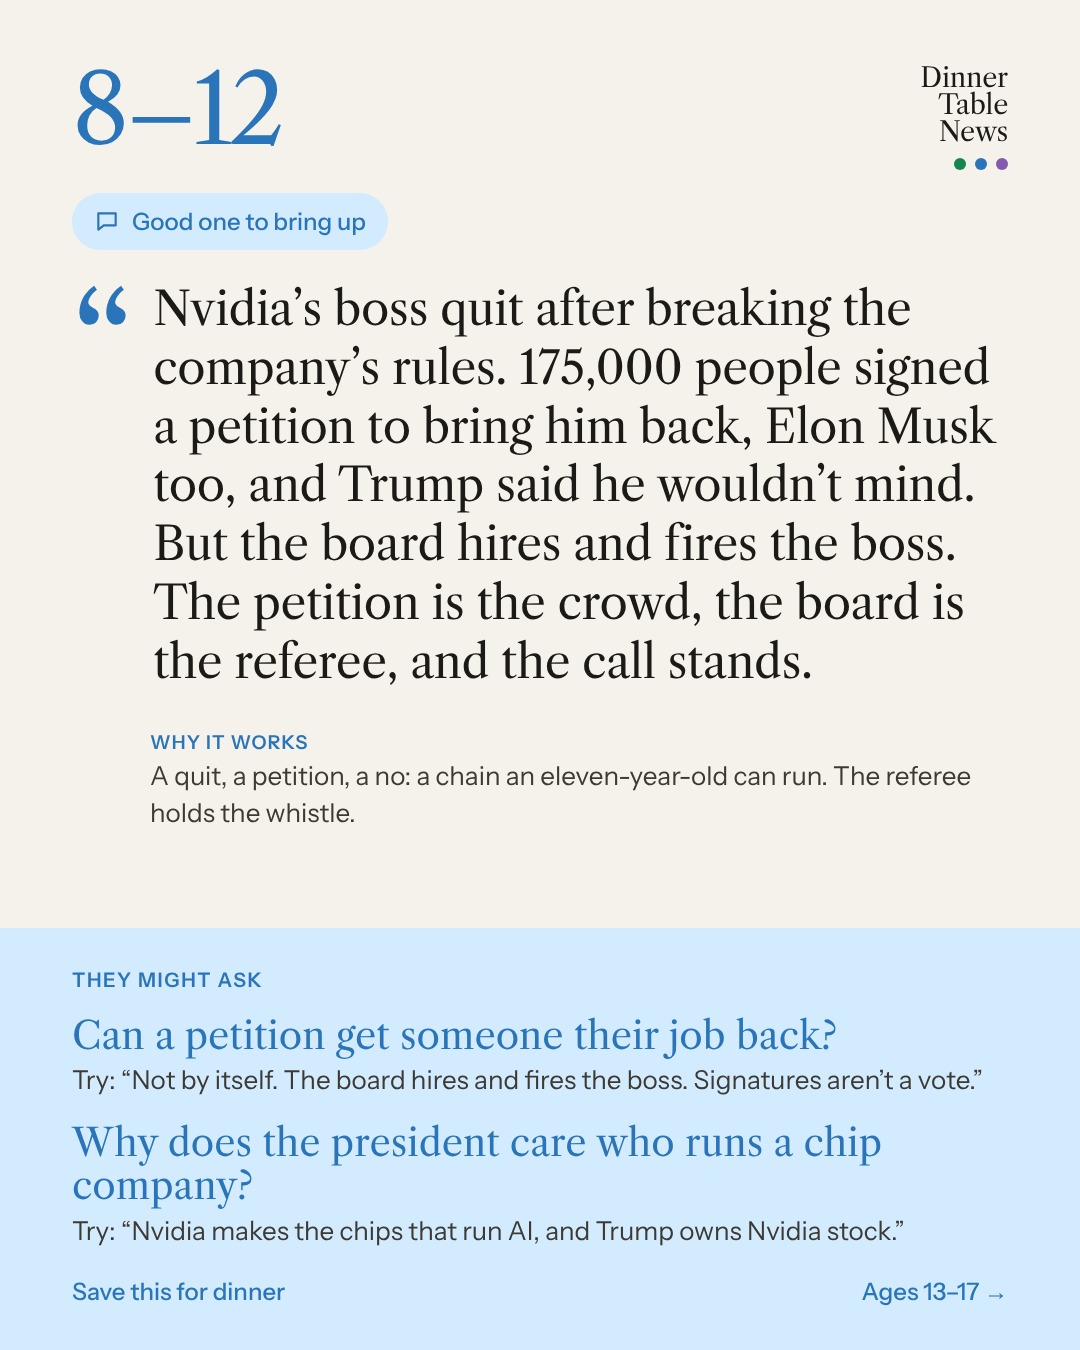 8–12
Dinner
Table
News
Good one to bring up
“ Nvidia’s boss quit after breaking the
company’s rules. 175,000 people signed
a petition to bring him back, Elon Musk
too, and Trump said he wouldn’t mind.
But the board hires and fires the boss.
The petition is the crowd, the board is
the referee, and the call stands.
WHY IT WORKS
A quit, a petition, a no: a chain an eleven-year-old can run. The referee
holds the whistle.
THEY MIGHT ASK
Can a petition get someone their job back?
Try: “Not by itself. The board hires and fires the boss. Signatures aren’t a vote.”
Why does the president care who runs a chip
company?
Try: “Nvidia makes the chips that run AI, and Trump owns Nvidia stock.”
Save this for dinner
Ages 13–17 →